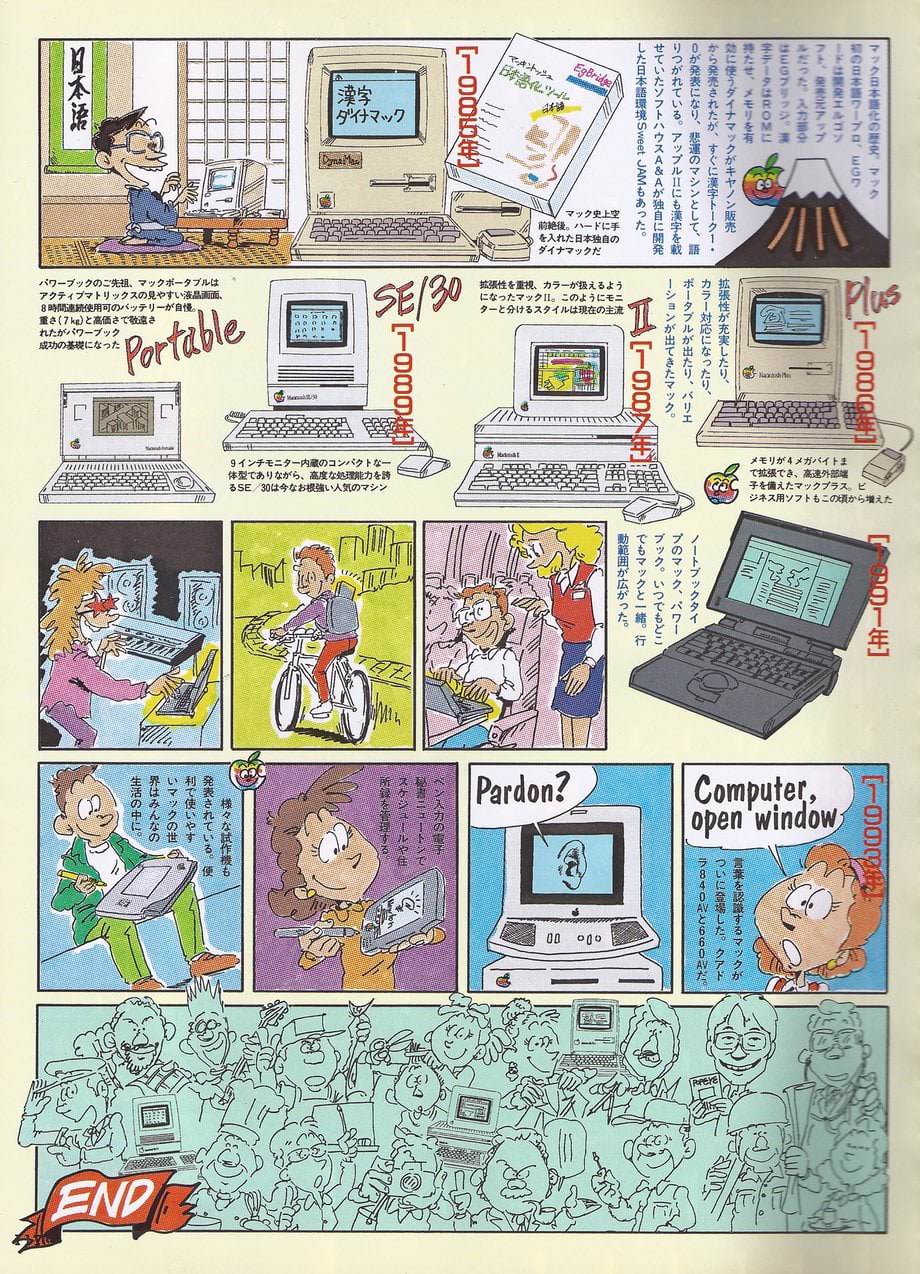 マック日本語化の歴史。マック
初の日本語ワープロ、EGワ
ードは開発エルゴソ
フト、発売元アップ
ルだった。入力部分
はEGブリッジ。漢
字データはROMに
持たせ、メモリを有
効に使うダイナマックがキヤノン販売
から発売されたが、すぐに漢字トーク1・
0が発表になり、悲運のマシンとして、語
りつがれている。アップルⅡにも漢字を載
せていたソフトハウスA&Aが独自に開発
した日本語環境Sweet JAMもあった。
[1985年]
EgBridge
マッキントッシュ
日本語化ツール
日本語
マック史上空
前絶後。ハードに手
を入れた日本独自の
ダイナマックだ
漢字
ダイナマック
DynaMac
日本語
Plus
[1986年]
Macintosh Plus
メモリが4メガバイトま
で拡張でき、高速外部端
子を備えたマックプラス。ビ
ジネス用ソフトもこの頃から増えた
拡張性が充実したり、
カラー対応になったり、
ポータブルが出たり、バリエ
ーションが出てきたマック。
Ⅱ
[1987年]
拡張性を重視、カラーが扱えるよう
になったマックⅡ。このようにモニ
ターと分けるスタイルは現在の主流
Macintosh II
SE/30
[1989年]
Macintosh SE/30
9インチモニター内蔵のコンパクトな一
体型でありながら、高度な処理能力を誇
るSE/30は今なお根強い人気のマシン
パワーブックのご先祖、マックポータブルは
アクティブマトリックスの見やすい液晶画面、
8時間連続使用可のバッテリーが自慢。
重さ(7㎏)と高価さで敬遠さ
れたがパワーブック
成功の基礎になった
Portable
Macintosh Portable
[1991年]
ノートブックタイ
プのマック、パワー
ブック。いつでもどこ
でもマックと一緒。行
動範囲が広がった。
[1993年]
Computer,
open window
言葉を認識するマックが
ついに登場した。クアド
ラ840AVと660AVだ。
Pardon?
ペン入力の電子
秘書ニュートンで
スケジュールや住
所録を管理する
様々な試作機も
発表されている。便
利で使いやす
いマックの世
界はみんなの
生活の中に。
POPEYE
END